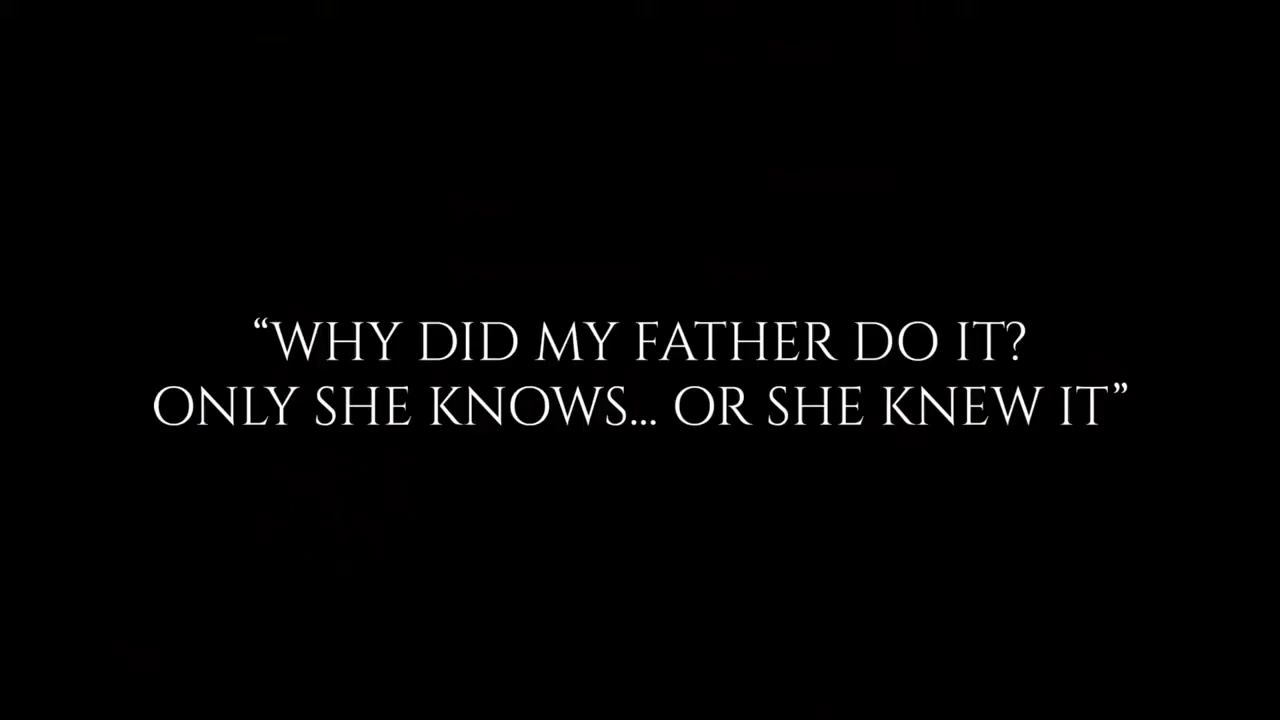 “WHY DID MY FATHER DO IT?
ONLY SHE KNOWS... OR SHE KNEW IT”